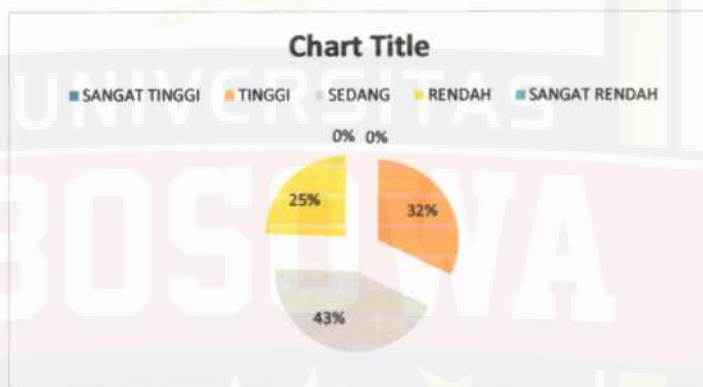 Chart Title
SANGAT TINGGI TINGGI SEDANG RENDAH SANGAT RENDAH
UNIVERSITAS
0% 0%
25% 32%
BOSOWA
43%